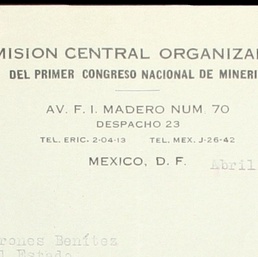 MISION CENTRAL ORGANIZA
DEL PRIMER CONGRESO NACIONAL DE MINERI
AV. F. I. MADERO NUM. 70
DESPACHO 23
TEL. ERIC. 2-04-13 TEL. MEX. J-26-42
MEXICO, D. F.
Abril
rones Benítez
l Estado